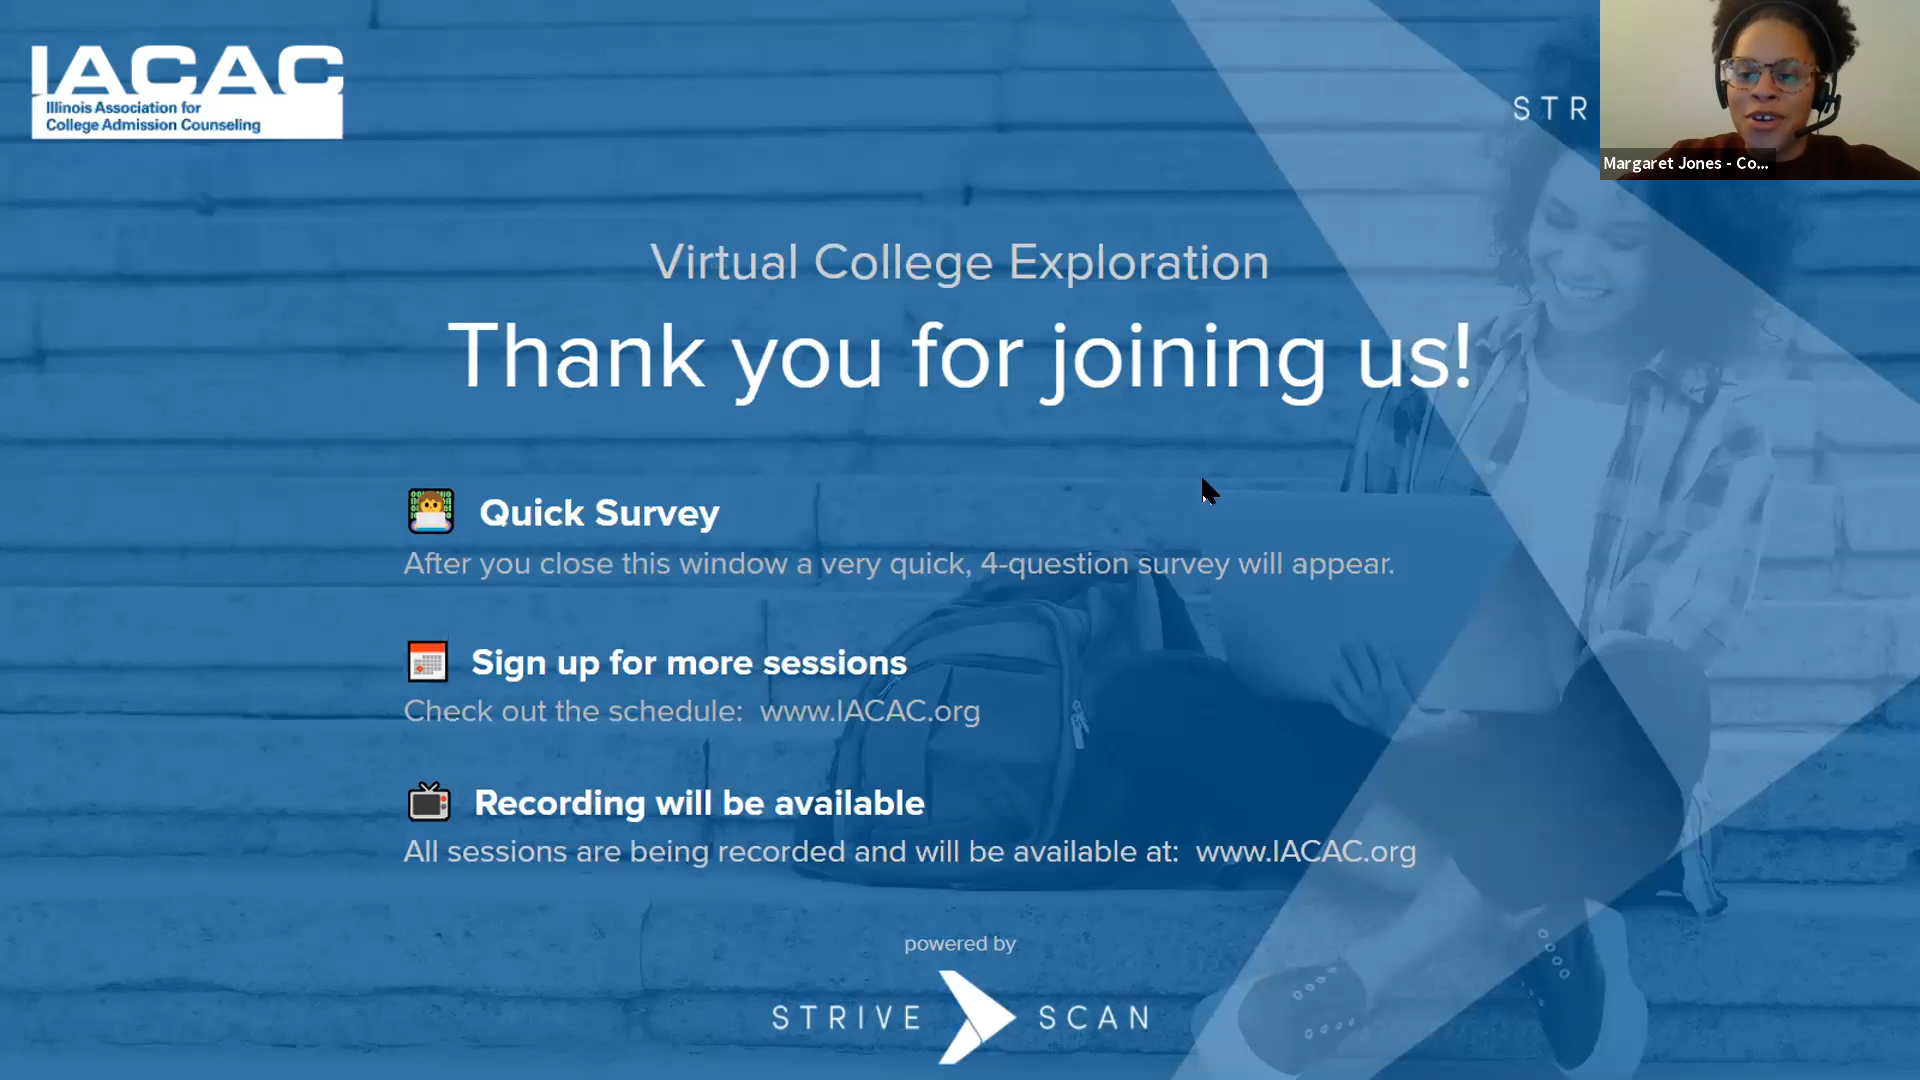 IACAC
Illinois Association for
College Admission Counseling
STR
Margaret Jones - Co...
Virtual College Exploration
Thank you for joining us!
Quick Survey
After you close this window a very quick, 4-question survey will appear.
Sign up for more sessions
Check out the schedule: www.IACAC.org
Recording will be available
All sessions are being recorded and will be available at: www.IACAC.org
powered by
STRIVE SCAN